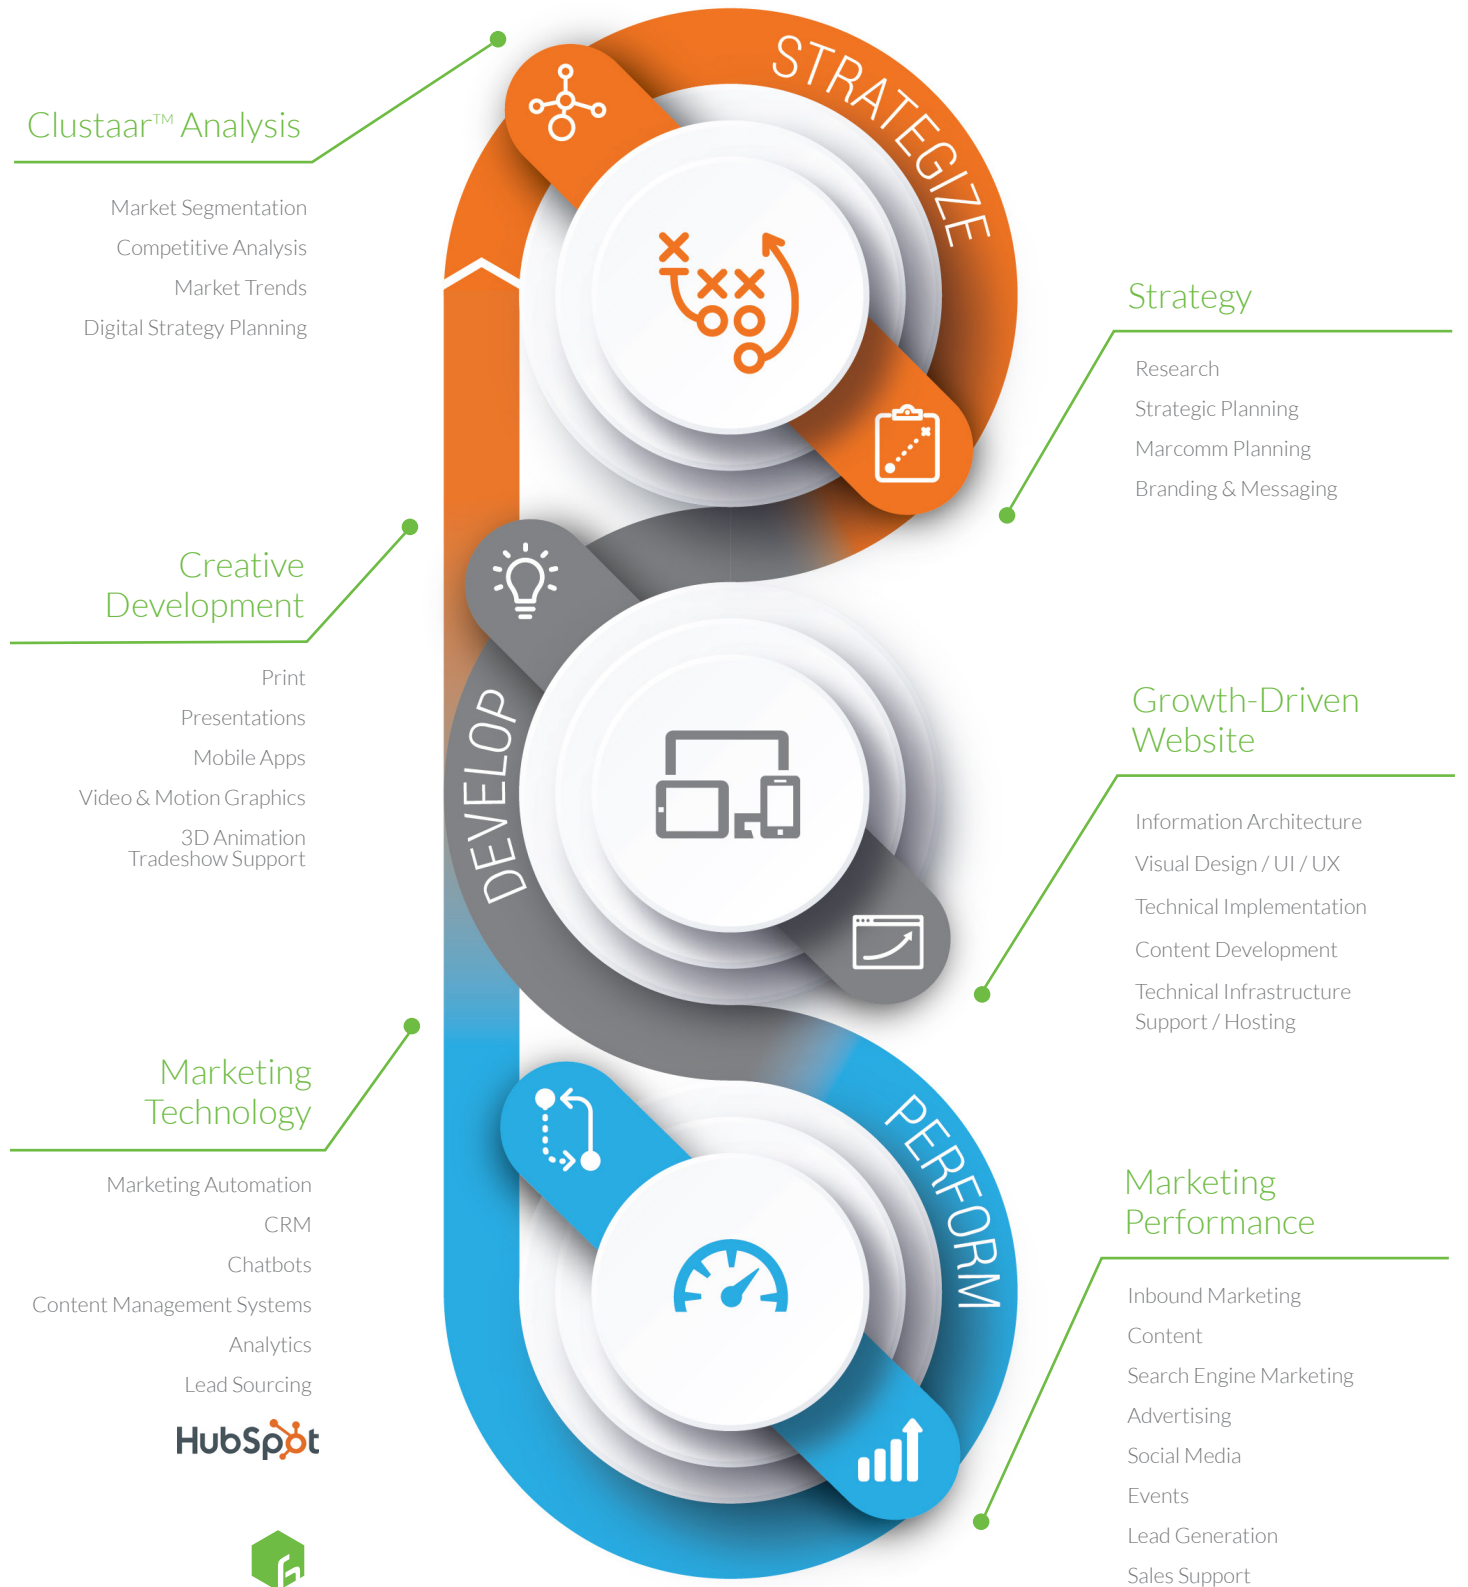 STRATEGIZE
Clustaar™ Analysis
Market Segmentation
Competitive Analysis
Market Trends
Digital Strategy Planning
Strategy
Research
Strategic Planning
Marcomm Planning
Branding & Messaging
DEVELOP
Creative
Development
Print
Presentations
Mobile Apps
Video & Motion Graphics
3D Animation
Tradeshow Support
Growth-Driven
Website
Information Architecture
Visual Design / UI / UX
Technical Implementation
Content Development
Technical Infrastructure
Support / Hosting
PERFORM
Marketing
Technology
Marketing Automation
CRM
Chatbots
Content Management Systems
Analytics
Lead Sourcing
HubSpot
Marketing
Performance
Inbound Marketing
Content
Search Engine Marketing
Advertising
Social Media
Events
Lead Generation
Sales Support